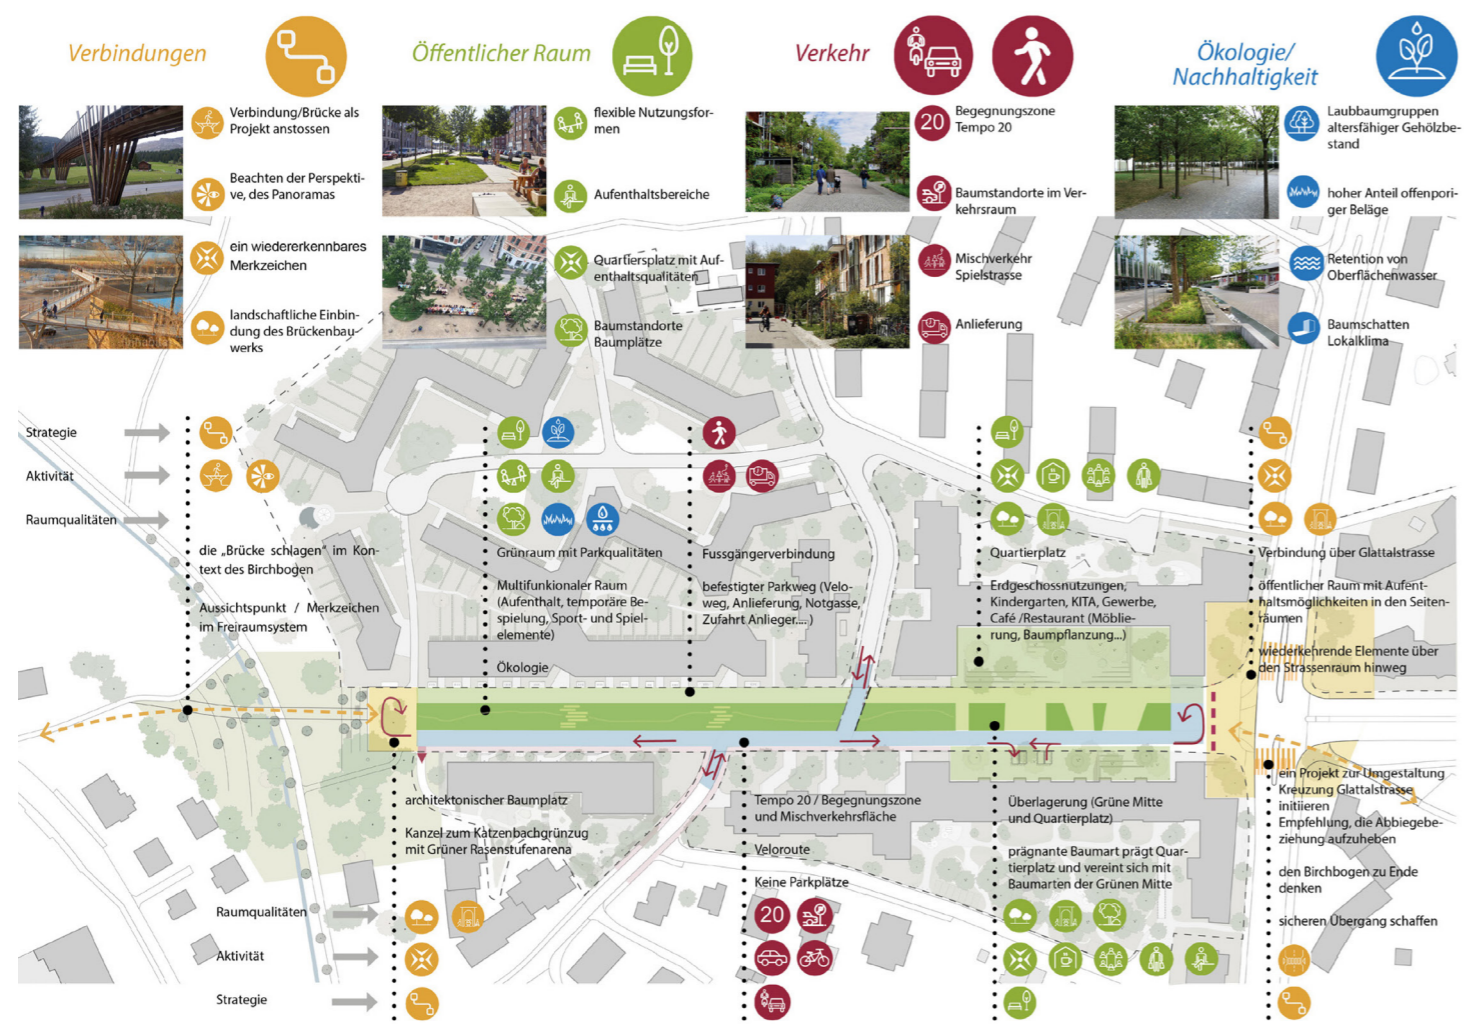 Verbindungen
Verbindung/Brücke als
Projekt anstossen
Beachten der Perspekti-
ve, des Panoramas
ein wiedererkennbares
Merkzeichen
landschaftliche Einbin-
dung des Brückenbau-
werks
Öffentlicher Raum
flexible Nutzungsfor-
men
Aufenthaltsbereiche
Quartiersplatz mit Auf-
enthaltsqualitäten
Baumstandorte
Baumplätze
Verkehr
20
Begegnungszone
Tempo 20
Baumstandorte im Ver-
kehrsraum
Mischverkehr
Spielstrasse
Anlieferung
Ökologie/
Nachhaltigkeit
Laubbaumgruppen
altersfähiger Gehölzbe-
stand
hoher Anteil offenpori-
ger Beläge
Retention von
Oberflächenwasser
Baumschatten
Lokalklima
Strategie
Aktivität
Raumqualitäten
die „Brücke schlagen" im Kon-
text des Birchbogen
Aussichtspunkt / Merkzeichen
im Freiraumsystem
Grünraum mit Parkqualitäten
Multifunkionaler Raum
(Aufenthalt, temporäre Be-
spielung, Sport- und Spiel-
elemente)
Ökologie
Fussgängerverbindung
befestigter Parkweg (Velo-
weg, Anlieferung, Notgasse,
Zufahrt Anlieger....)
Quartierplatz
Erdgeschossnutzungen,
Kindergarten, KITA, Gewerbe,
Café /Restaurant (Möblie-
rung, Baumpflanzung...)
Verbindung über Glattalstrasse
öffentlicher Raum mit Aufent-
haltsmöglichkeiten in den Seiten-
räumen
wiederkehrende Elemente über
den Strassenraum hinweg
architektonischer Baumplatz
Kanzel zum Katzenbachgrünzug
mit Grüner Rasenstufenarena
Tempo 20 / Begegnungszone
und Mischverkehrsfläche
Veloroute
Keine Parkplätze
20
Überlagerung (Grüne Mitte
und Quartierplatz)
prägnante Baumart prägt Quar-
tierplatz und vereint sich mit
Baumarten der Grünen Mitte
ein Projekt zur Umgestaltung
Kreuzung Glattalstrasse
initiieren
Empfehlung, die Abbiegebe-
ziehung aufzuheben
den Birchbogen zu Ende
denken
sicheren Übergang schaffen
Raumqualitäten
Aktivität
Strategie